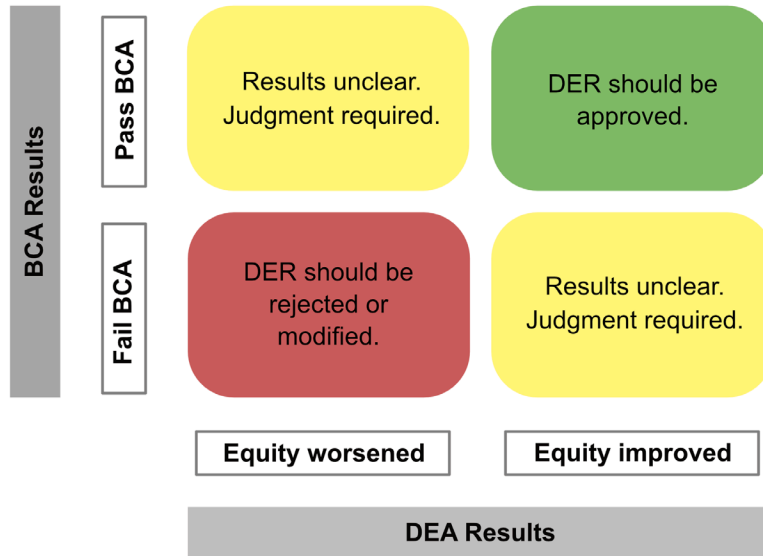 BCA Results
Pass BCA
Results unclear.
Judgment required.
DER should be
approved.
Fail BCA
DER should be
rejected or
modified.
Results unclear.
Judgment required.
Equity worsened
Equity improved
DEA Results